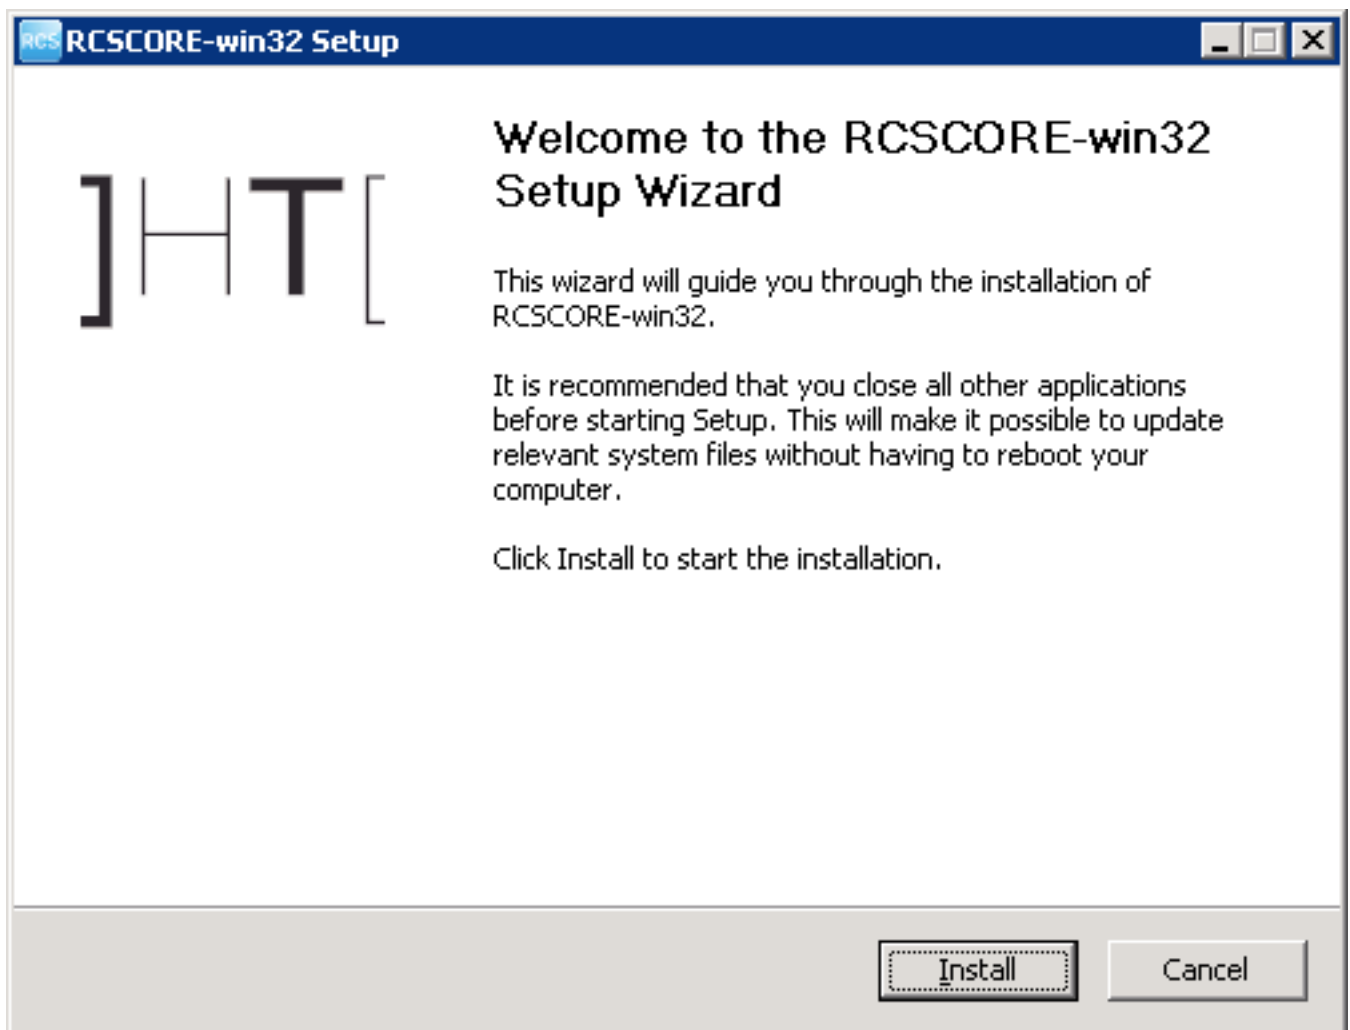 RCS RCSCORE-win32 Setup
]HT[
Welcome to the RCSCORE-win32
Setup Wizard
This wizard will guide you through the installation of
RCSCORE-win32.
It is recommended that you close all other applications
before starting Setup. This will make it possible to update
relevant system files without having to reboot your
computer.
Click Install to start the installation.
Install Cancel